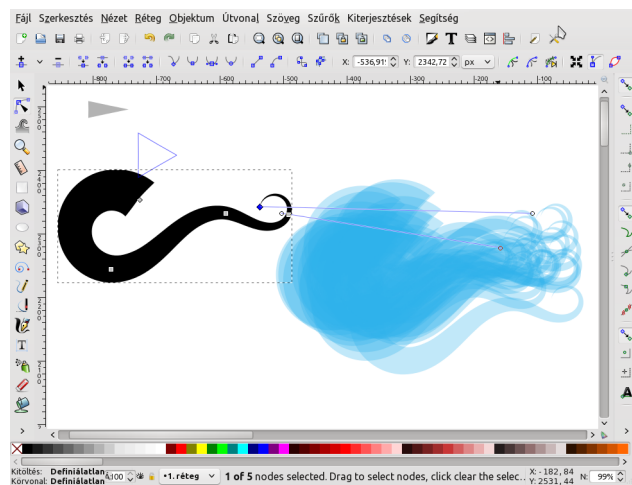 Fájl Szerkesztés Nézet Réteg Objektum Útvonal Szöveg Szűrők Kiterjesztések Segítség
X: -536,91! Y: 2342,72 px
-800 -700 -600 -500 -400 -300 -200 -100
Kitöltés: Definiálatlan
Körvonal: Definiálatlan
100
•1. réteg
1 of 5 nodes selected. Drag to select nodes, click clear the selec..
X: -182, 84
Y: 2531, 44
N: 99%